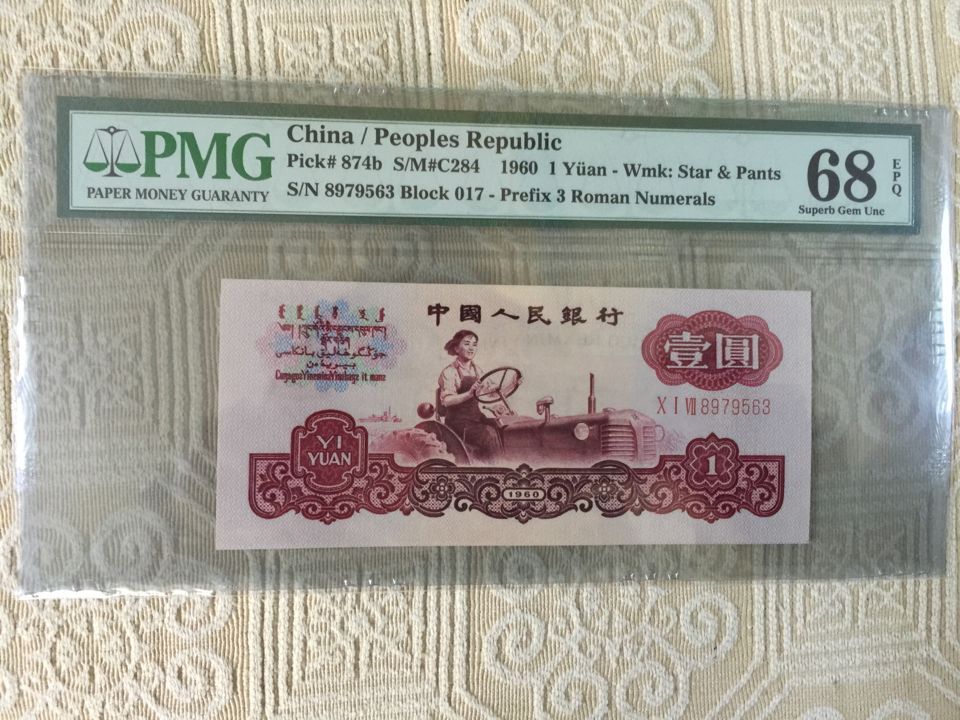 PMG
PAPER MONEY GUARANTY
China / Peoples Republic
Pick# 874b S/M#C284 1960 1 Yüan - Wmk: Star & Pants
S/N 8979563 Block 017 - Prefix 3 Roman Numerals
68
EPQ
Superb Gem Unc
中國人民銀行
壹圓
X I VII 8979563
YI
YUAN
1960
1